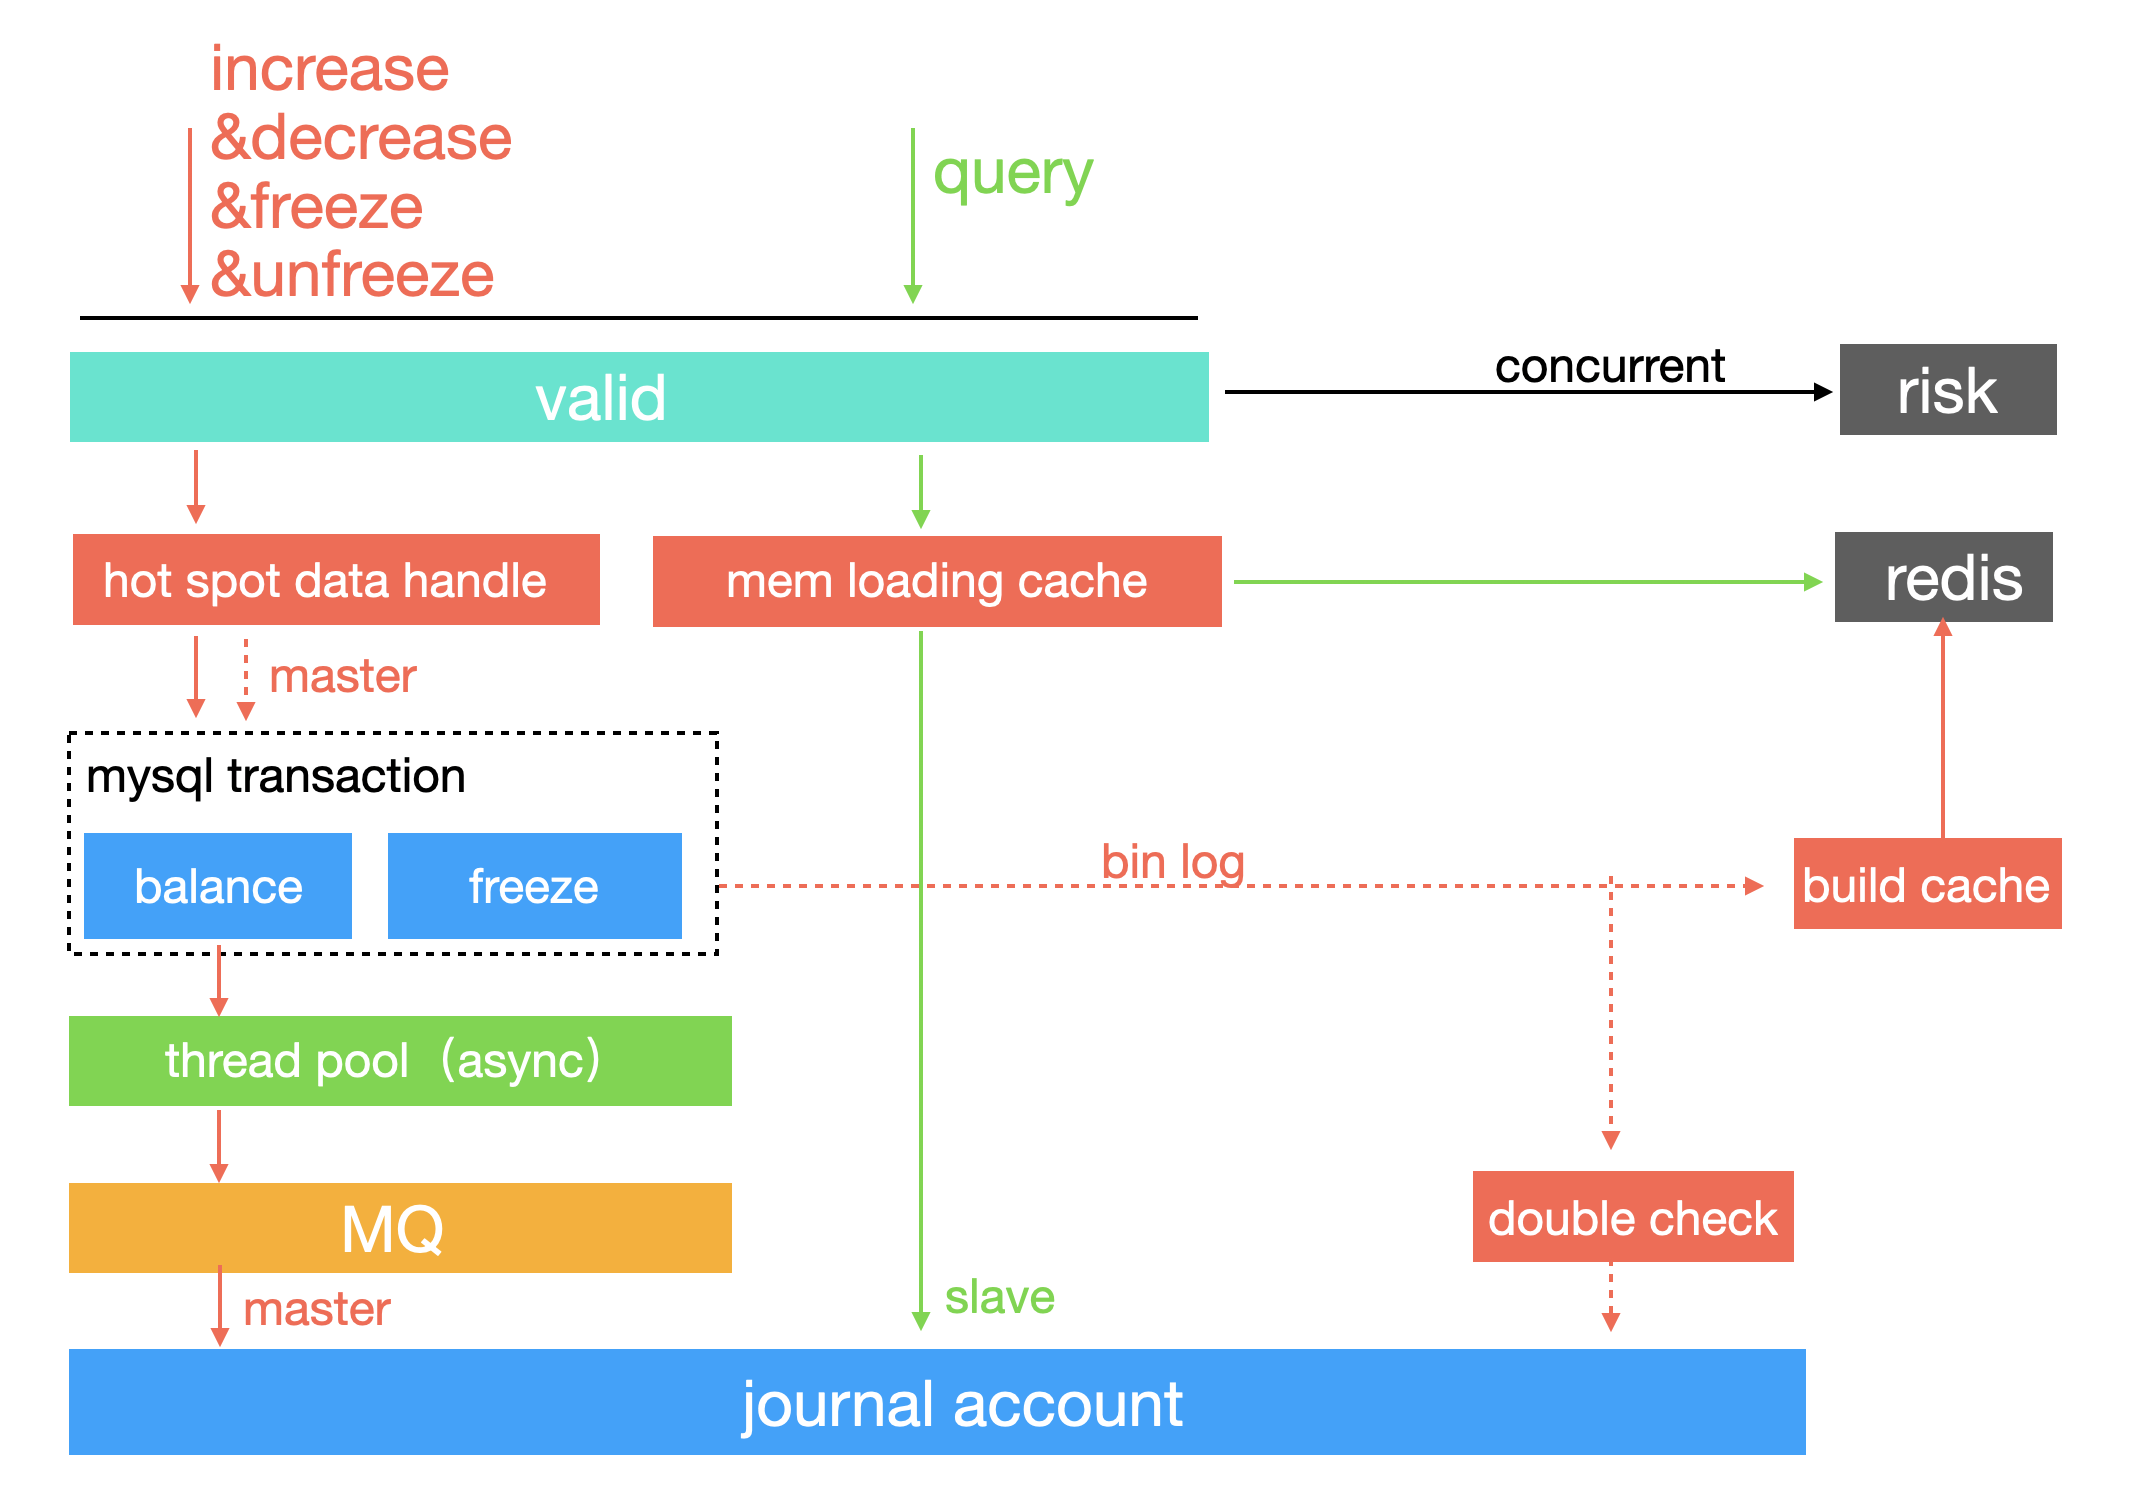 increase
&decrease
&freeze
&unfreeze
query
valid
concurrent
risk
hot spot data handle
mem loading cache
redis
master
mysql transaction
balance
freeze
bin log
build cache
thread pool（async）
MQ
double check
master
slave
journal account